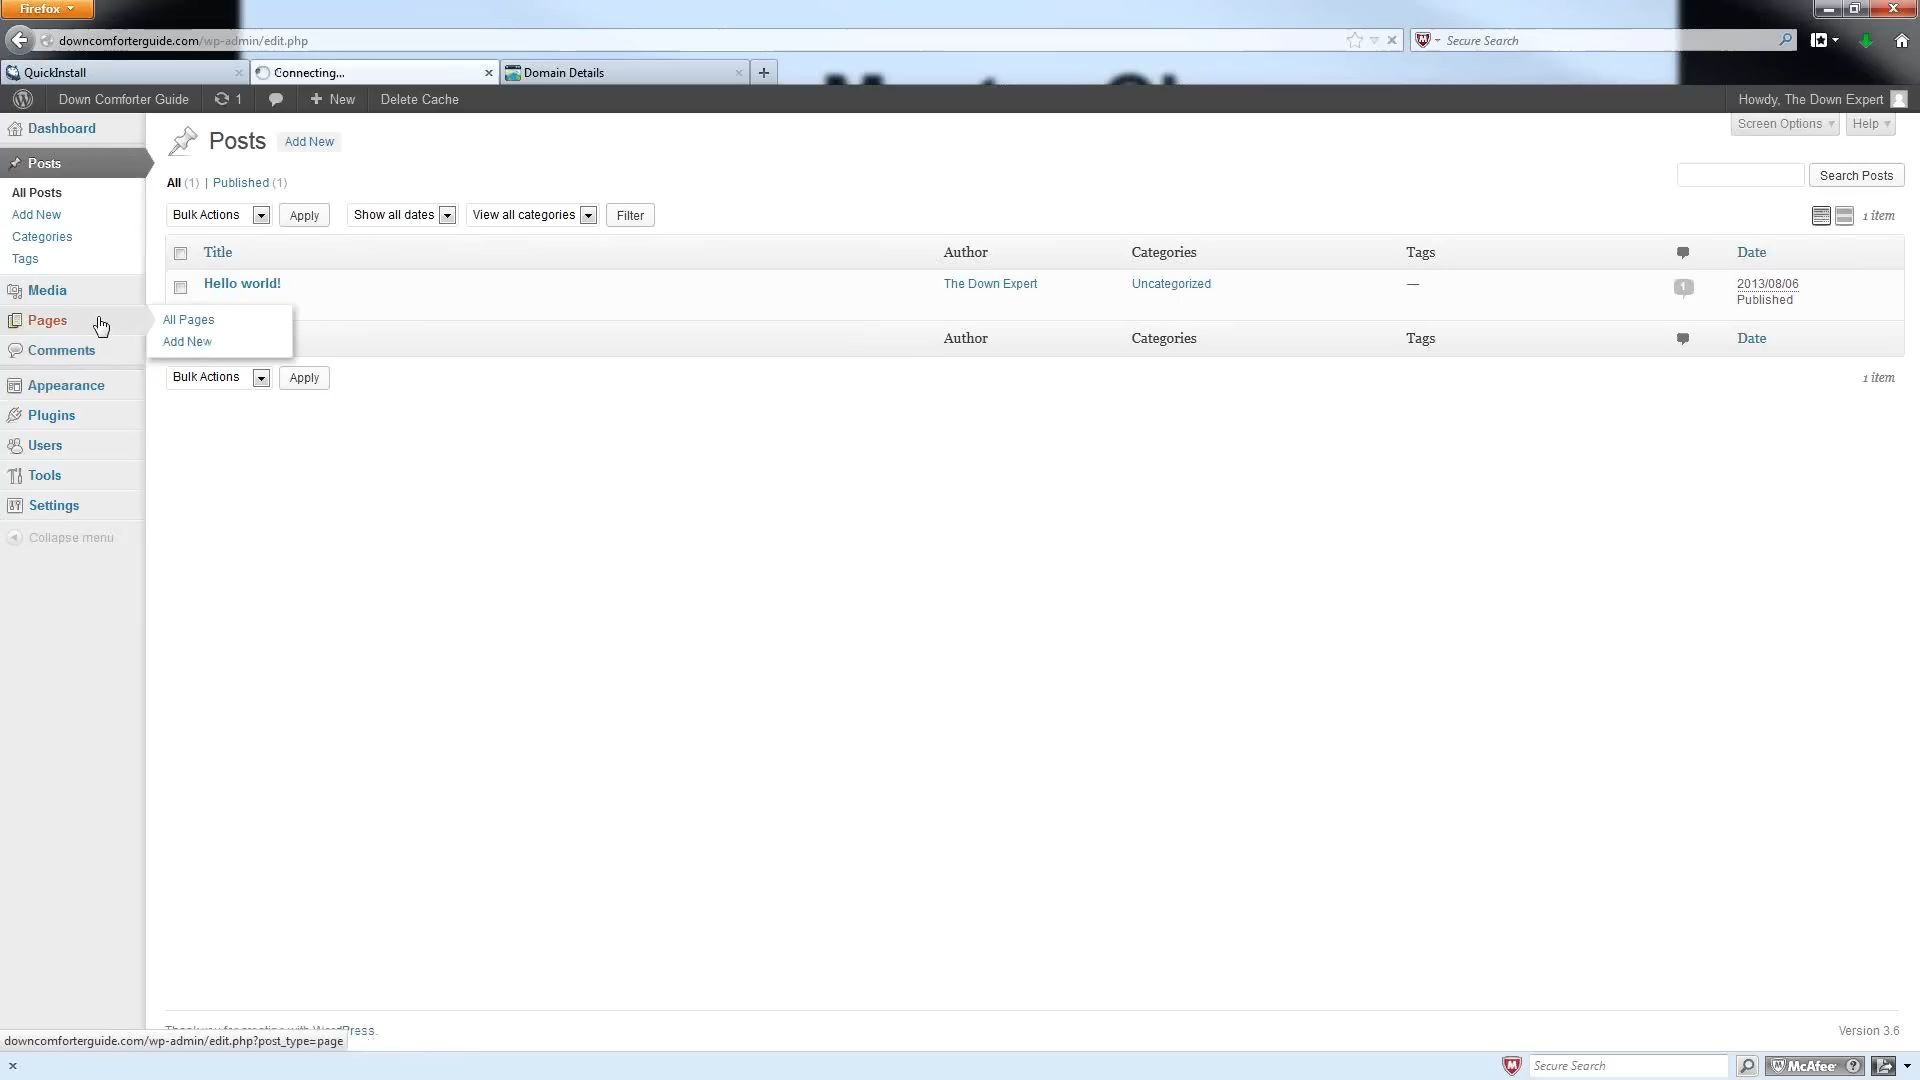 Firefox
downcomforterguide.com/wp-admin/edit.php
Secure Search
QuickInstall
Connecting...
Domain Details
Down Comforter Guide
1
New
Delete Cache
Howdy, The Down Expert
Dashboard
Posts
All Posts
Add New
Categories
Tags
Media
Pages
Comments
Appearance
Plugins
Users
Tools
Settings
Collapse menu
All Pages
Add New
Posts
Add New
Screen Options
Help
All (1) | Published (1)
Search Posts
Bulk Actions
Apply
Show all dates
View all categories
Filter
1 item
Title
Author
Categories
Tags
Date
Hello world!
The Down Expert
Uncategorized
—
1
2013/08/06
Published
Author
Categories
Tags
Date
Bulk Actions
Apply
1 item
Thank you for creating with WordPress.
Version 3.6
downcomforterguide.com/wp-admin/edit.php?post_type=page
Secure Search
McAfee